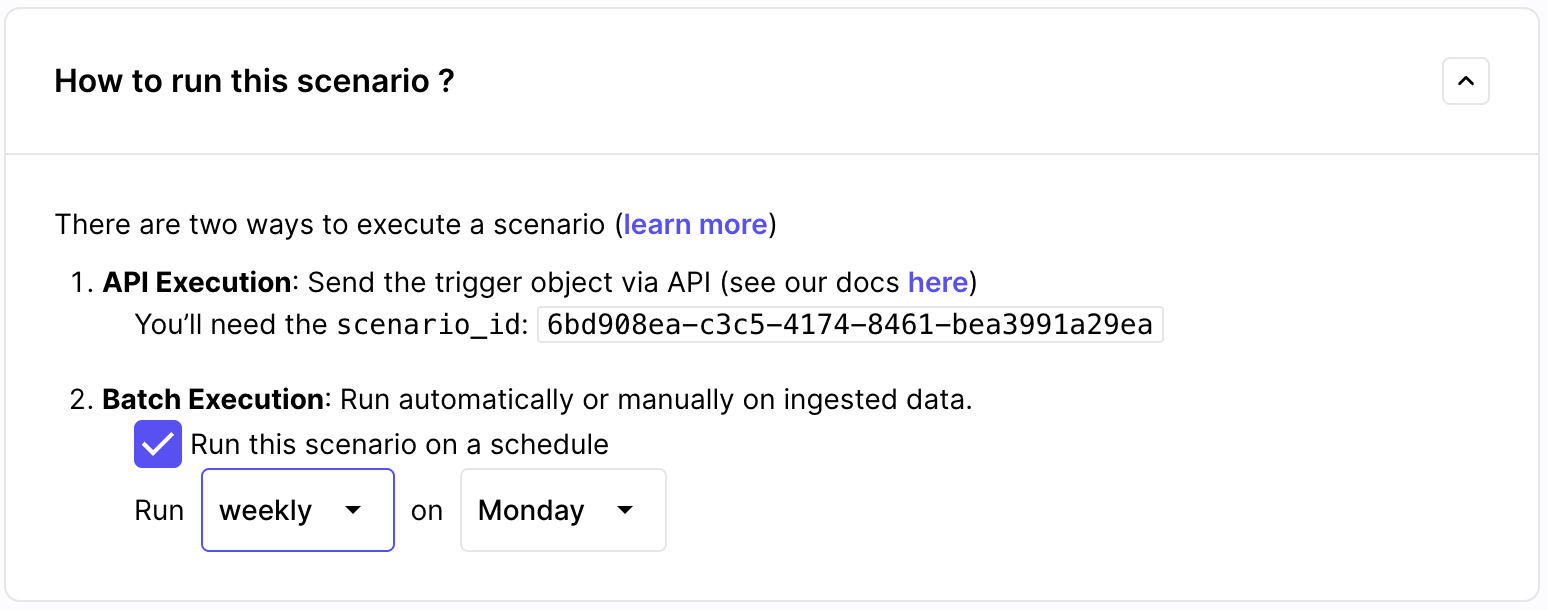 How to run this scenario ?
There are two ways to execute a scenario (learn more)
1. API Execution: Send the trigger object via API (see our docs here)
You’ll need the scenario_id: 6bd908ea-c3c5-4174-8461-bea3991a29ea
2. Batch Execution: Run automatically or manually on ingested data.
Run this scenario on a schedule
Run weekly on Monday